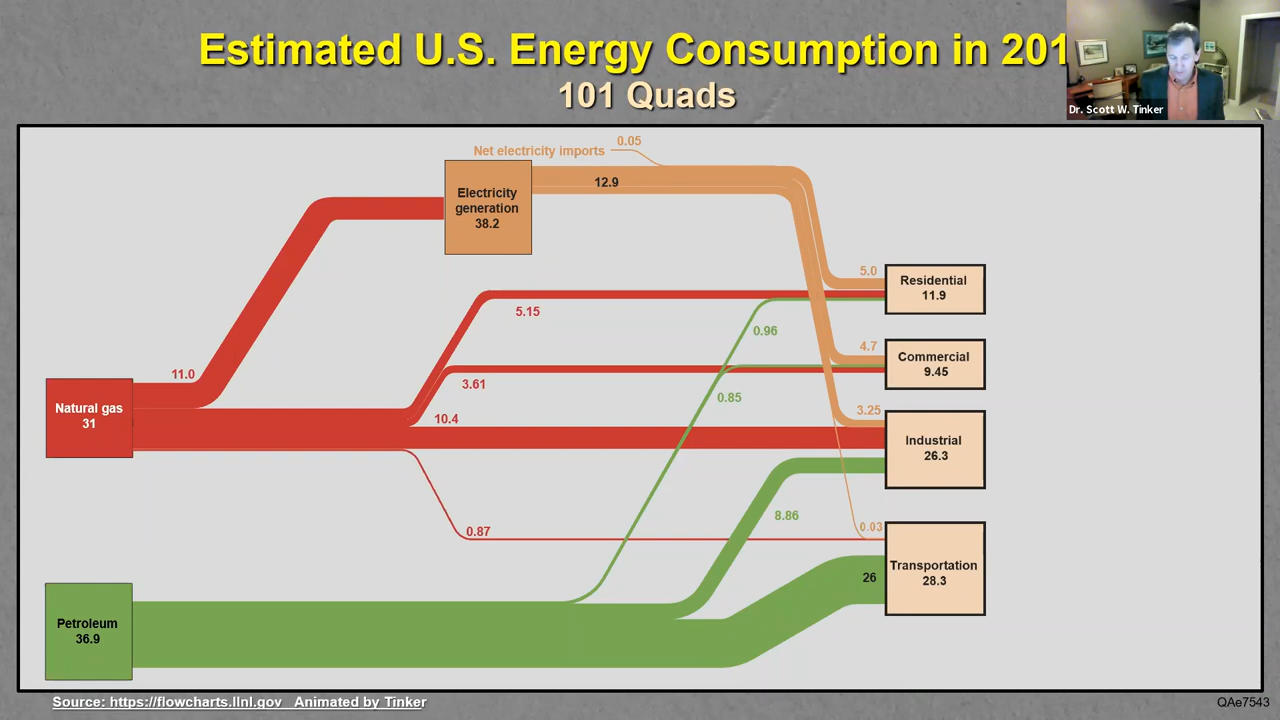 Estimated U.S. Energy Consumption in 201
101 Quads
Dr. Scott W. Tinker
0.05
Net electricity imports
12.9
Electricity
generation
38.2
5.0
Residential
11.9
5.15
0.96
4.7
Commercial
9.45
11.0
3.61
0.85
3.25
Natural gas
31
10.4
Industrial
26.3
0.87
8.86
0.03
Transportation
28.3
26
Petroleum
36.9
Source: https://flowcharts.llnl.gov Animated by Tinker
QAe7543